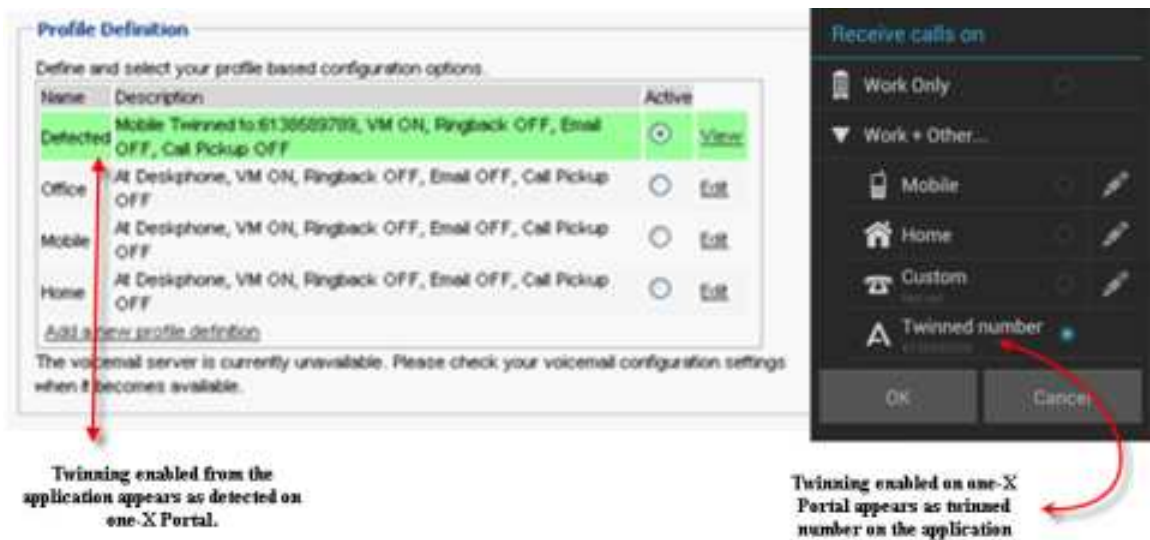 Profile Definition
Define and select your profile based configuration options.
Name Description Active
Detected Mobile Twinned to: VM ON, Ringback OFF, Email
OFF, Call Pickup OFF
View
Office At Deskphone, VM ON, Ringback OFF, Email OFF, Call Pickup
OFF
Edit
Mobile At Deskphone, VM ON, Ringback OFF, Email OFF, Call Pickup
OFF
Edit
Home At Deskphone, VM ON, Ringback OFF, Email OFF, Call Pickup
OFF
Edit
Add a new profile definition
The voicemail server is currently unavailable. Please check your voicemail configuration settings
when it becomes available.
Twinning enabled from the
application appears as detected on
one-X Portal.
Receive calls on
Work Only
Work + Other...
Mobile
Home
Custom
Twinned number
OK Cancel
Twinning enabled on one-X
Portal appears as twinned
number on the application